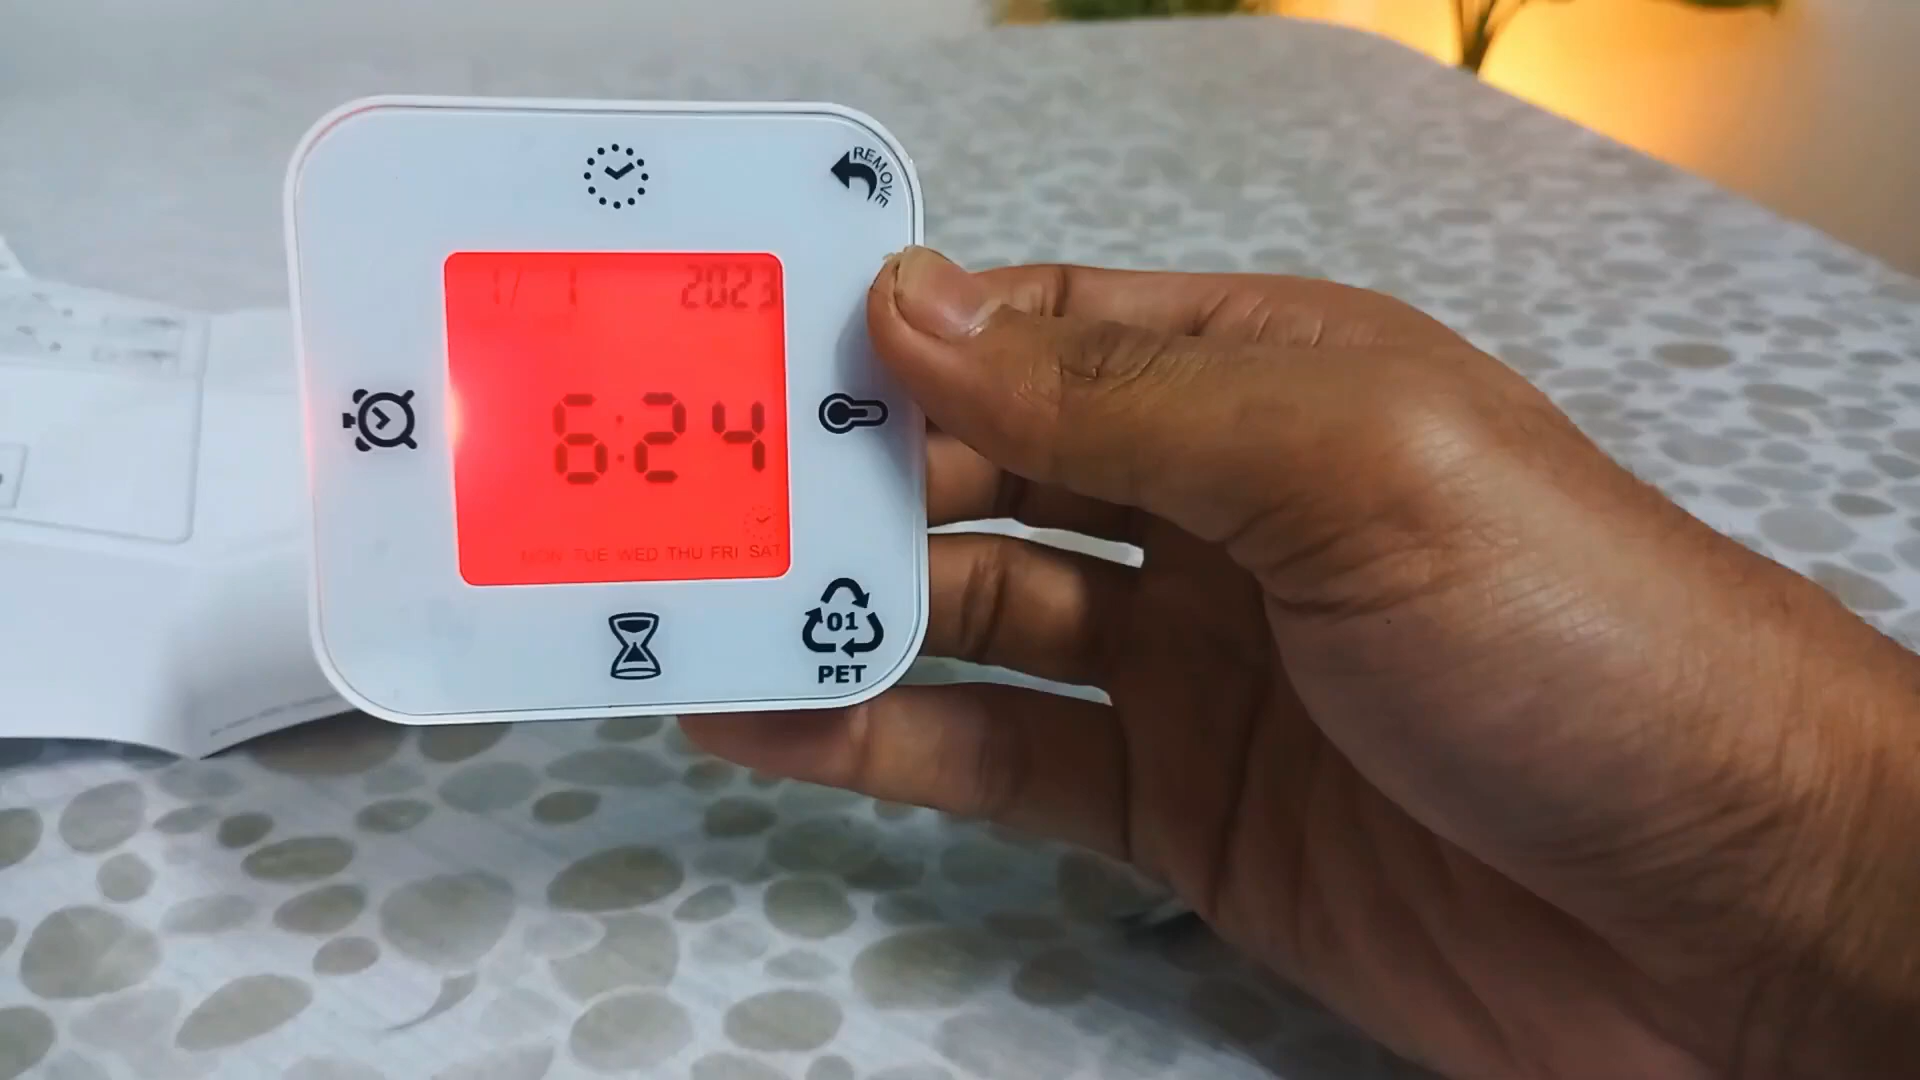 REMOVE
1/ 1 2023
6:24
MON TUE WED THU FRI SAT
01
PET